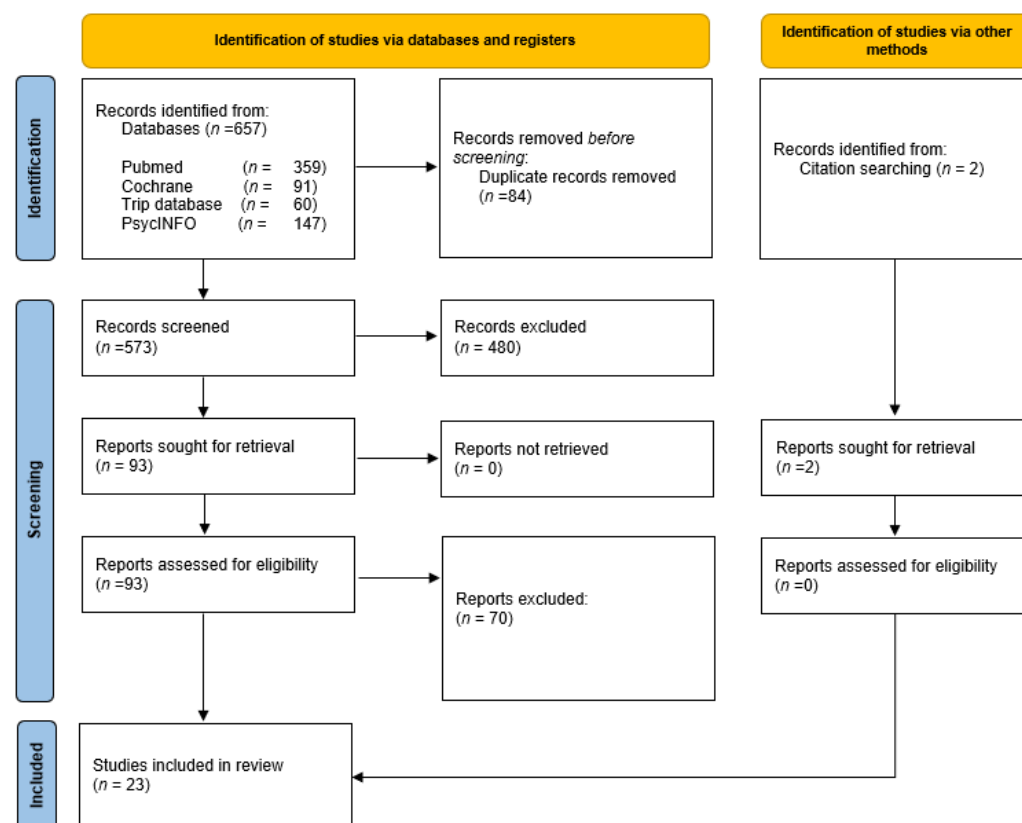 Identification of studies via databases and registers
Identification of studies via other
methods
Identification
Records identified from:
Databases (n =657)
Pubmed (n = 359)
Cochrane (n = 91)
Trip database (n = 60)
PsycINFO (n = 147)
Records removed before
screening:
Duplicate records removed
(n =84)
Records identified from:
Citation searching (n = 2)
Screening
Records screened
(n =573)
Records excluded
(n = 480)
Reports sought for retrieval
(n = 93)
Reports not retrieved
(n = 0)
Reports sought for retrieval
(n =2)
Reports assessed for eligibility
(n =93)
Reports excluded:
(n = 70)
Reports assessed for eligibility
(n =0)
Included
Studies included in review
(n = 23)